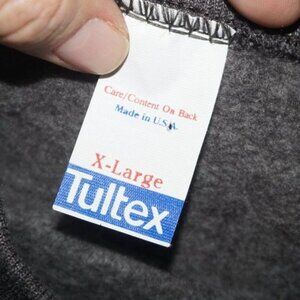 Care/Content On Back
Made in U.S.A.
X-Large
Tultex